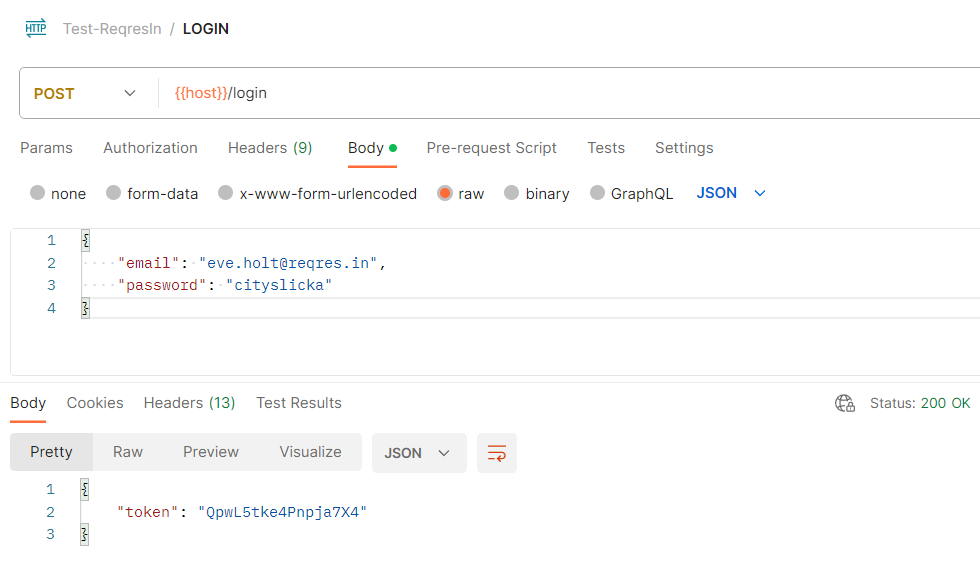 HTTP Test-ReqresIn / LOGIN
POST {{host}}/login
Params Authorization Headers (9) Body Pre-request Script Tests Settings
none form-data x-www-form-urlencoded raw binary GraphQL JSON
1 {
2 "email": "eve.holt@reqres.in",
3 "password": "cityslicka"
4 }
Body Cookies Headers (13) Test Results Status: 200 OK
Pretty Raw Preview Visualize JSON
1 {
2 "token": "QpwL5tke4Pnpja7X4"
3 }